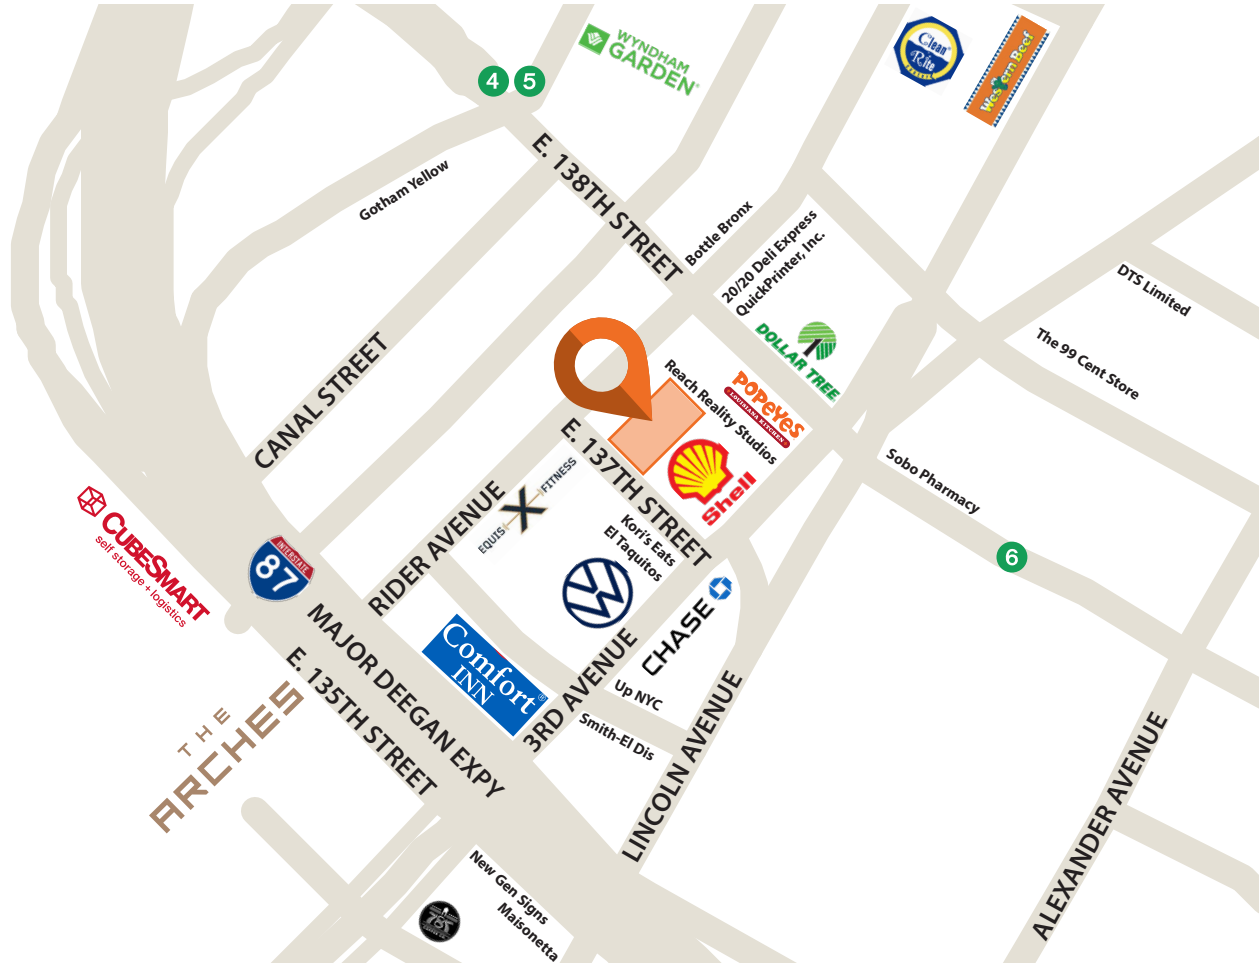 WYNDHAM
GARDEN
Clean
Rite
Western Beef
4
5
E. 138TH STREET
Gotham Yellow
Bottle Bronx
20/20 Deli Express
QuickPrinter, Inc.
DTS Limited
The 99 Cent Store
DOLLAR TREE
CANAL STREET
Reach Reality Studios
POPEYES
LOUISIANA KITCHEN
E. 137TH STREET
Shell
Sobo Pharmacy
6
EQUIS X FITNESS
RIDER AVENUE
Kori's Eats
El Taquitos
CUBESMART
self storage + logistics
INTERSTATE
87
CHASE
MAJOR DEEGAN EXPY
Comfort
INN
3RD AVENUE
Up NYC
Smith-El Dis
E. 135TH STREET
THE
ARCHES
LINCOLN AVENUE
ALEXANDER AVENUE
New Gen Signs
Maisonetta